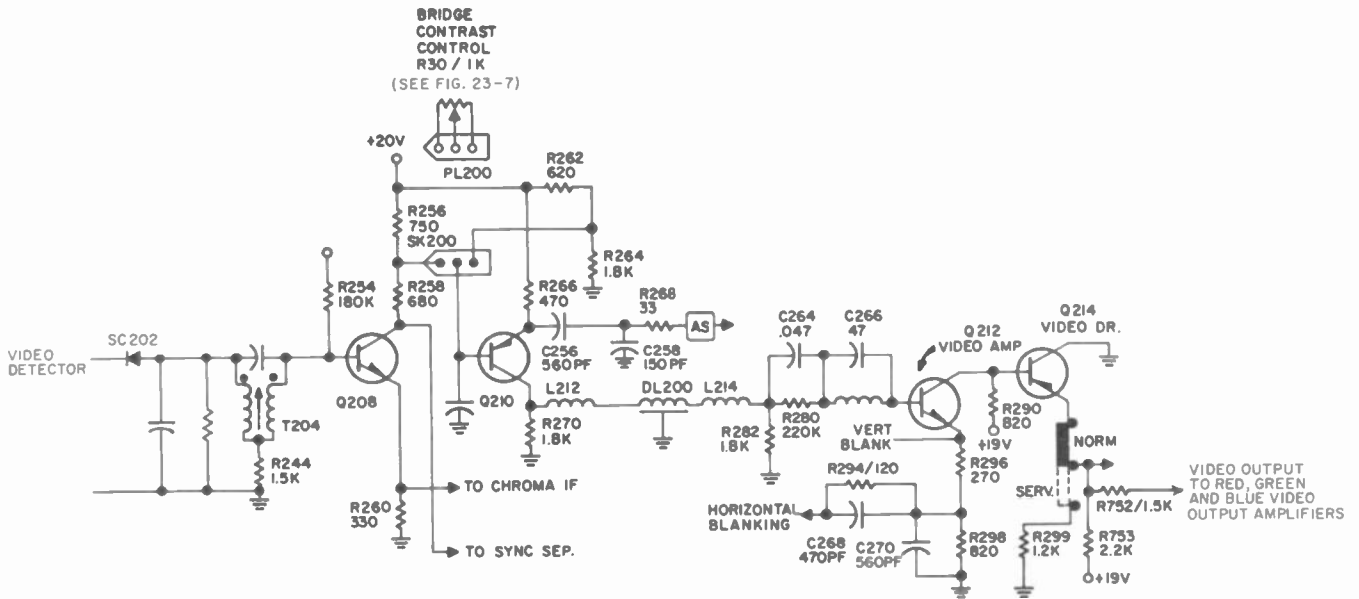 BRIDGE
CONTRAST
CONTROL
R30 / 1K
(SEE FIG. 23-7)
+20V
PL200
R262
620
R256
750
SK200
R264
1.8K
R254
180K
R258
680
R266
470
R268
33
AS
C264
.047
C266
47
Q212
VIDEO AMP
Q214
VIDEO DR.
SC202
VIDEO
DETECTOR
C256
560PF
C258
150PF
Q208
Q210
L212
DL200
L214
T204
R270
1.8K
R282
1.8K
R280
220K
VERT
BLANK
R290
820
+19V
NORM
R244
1.5K
R294/120
R296
270
SERV.
R752/1.5K
VIDEO OUTPUT
TO RED, GREEN
AND BLUE VIDEO
OUTPUT AMPLIFIERS
TO CHROMA IF
R260
330
HORIZONTAL
BLANKING
C268
470PF
C270
560PF
R298
820
R299
1.2K
R753
2.2K
TO SYNC SEP.
+19V